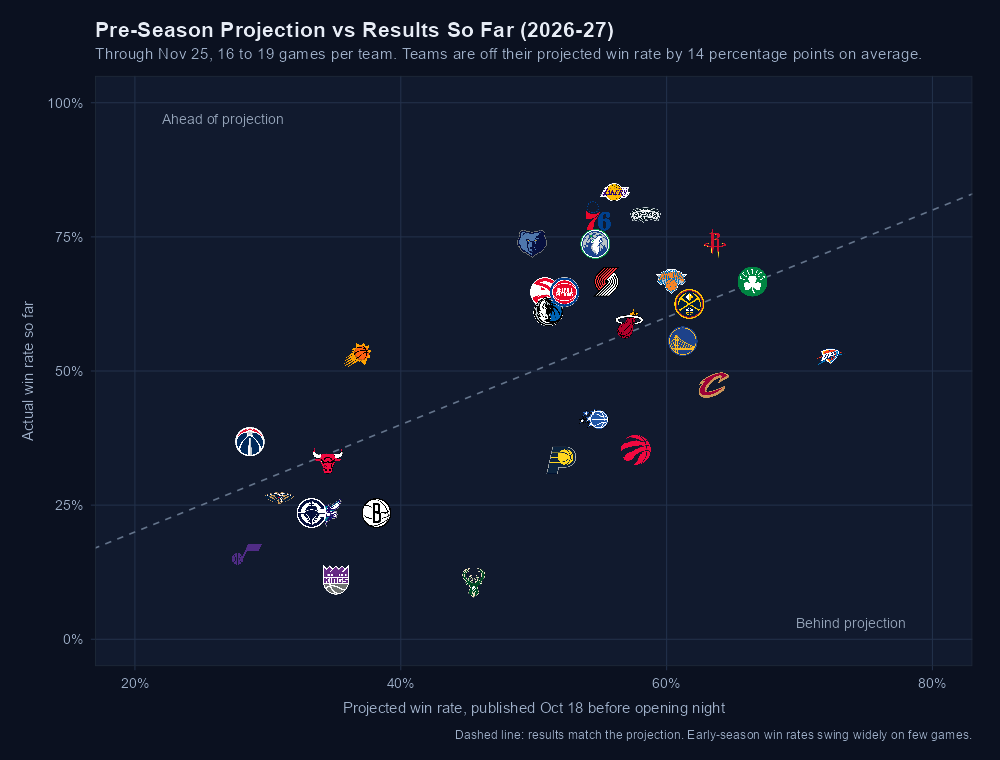 Pre-Season Projection vs Results So Far (2026-27)
Through Nov 25, 16 to 19 games per team. Teams are off their projected win rate by 14 percentage points on average.
100%
Ahead of projection
75%
50%
25%
0%
Actual win rate so far
76
KINGS
B
Behind projection
20%
40%
60%
80%
Projected win rate, published Oct 18 before opening night
Dashed line: results match the projection. Early-season win rates swing widely on few games.